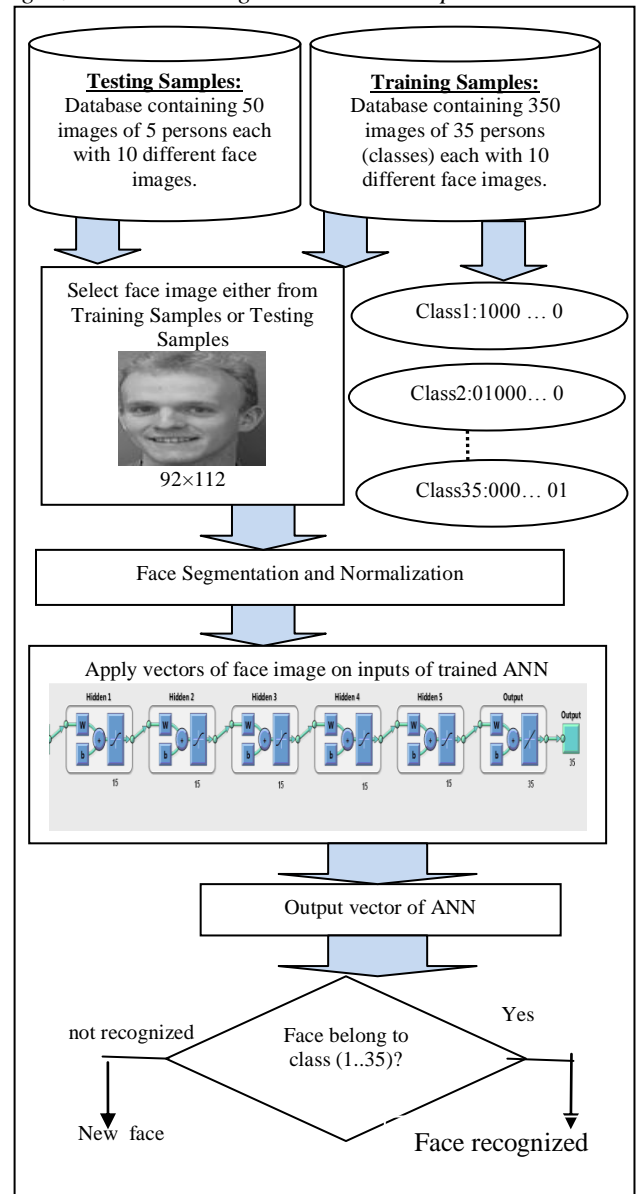 Testing Samples:
Database containing 50
images of 5 persons each
with 10 different face
images.
Training Samples:
Database containing 350
images of 35 persons
(classes) each with 10
different face images.
Select face image either from
Training Samples or Testing
Samples
92×112
Class1:1000 … 0
Class2:01000… 0
Class35:000… 01
Face Segmentation and Normalization
Apply vectors of face image on inputs of trained ANN
Hidden 1 Hidden 2 Hidden 3 Hidden 4 Hidden 5 Output
Output
W W W W W W
b b b b b b
15 15 15 15 15 35
35
Output vector of ANN
Face belong to
class (1..35)?
not recognized
Yes
New face
Face recognized